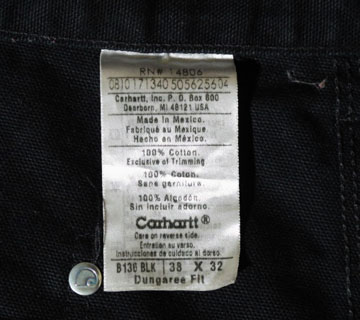 RN# 14806
0810171340 505625604
Carhartt, Inc. P. O. Box 600
Dearborn, MI 48121 USA
Made in Mexico.
Fabriqué au Mexique.
Hecho en México.
100% Cotton.
Exclusive of Trimming
100% Coton.
Sans garniture.
100% Algodón.
Sin incluir adorno.
Carhartt®
Care on reverse side.
Entretien au verso.
Instrucciones de cuidado al dorso.
B136 BLK 38 X 32
Dungaree Fit